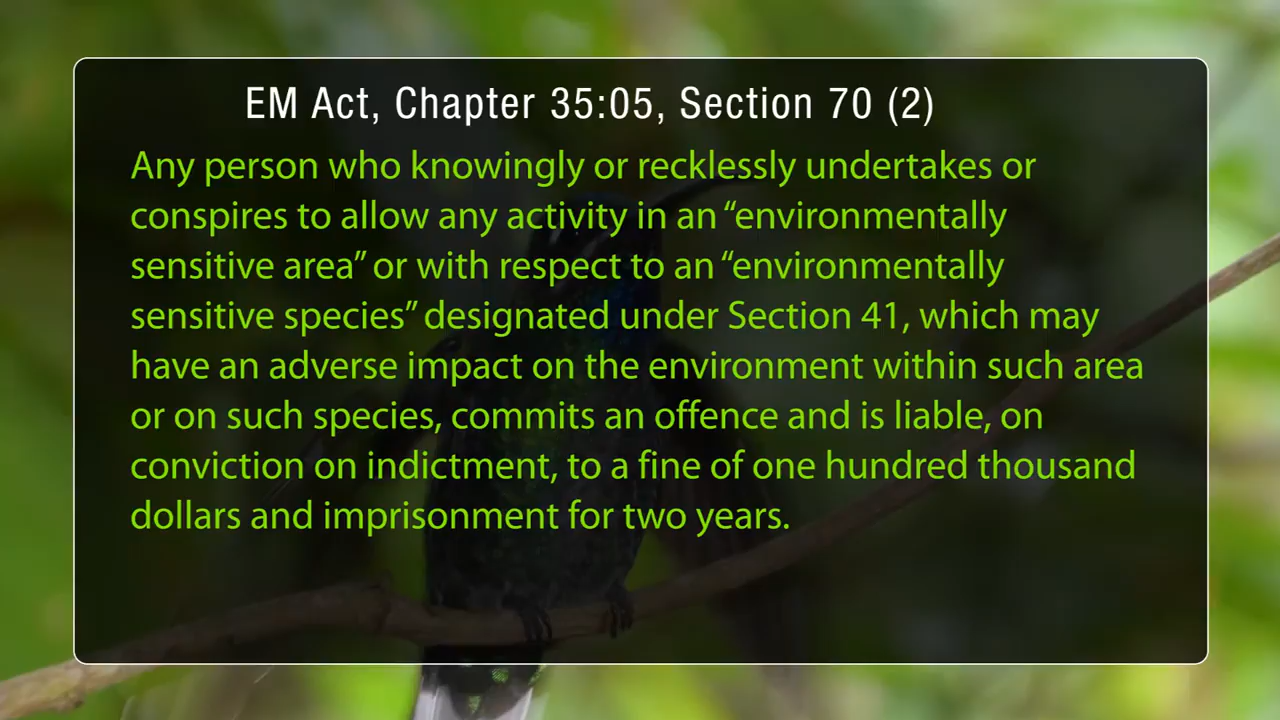 EM Act, Chapter 35:05, Section 70 (2)
Any person who knowingly or recklessly undertakes or
conspires to allow any activity in an “environmentally
sensitive area” or with respect to an “environmentally
sensitive species” designated under Section 41, which may
have an adverse impact on the environment within such area
or on such species, commits an offence and is liable, on
conviction on indictment, to a fine of one hundred thousand
dollars and imprisonment for two years.